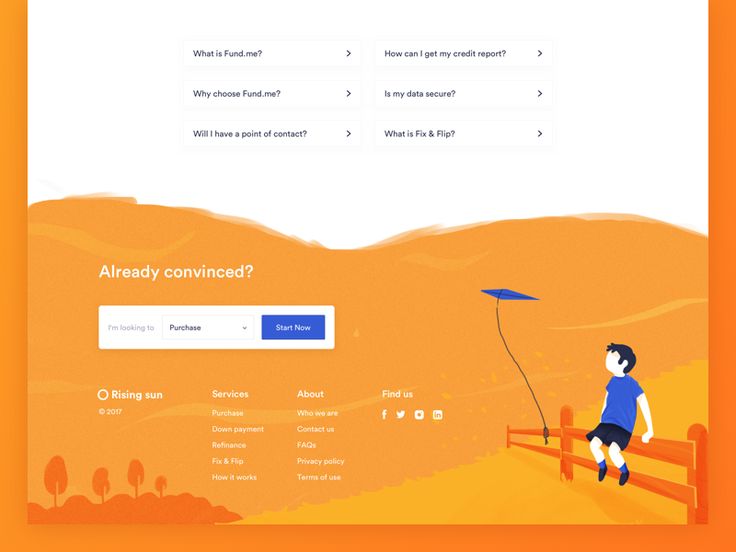 What is Fund.me?
How can I get my credit report?
Why choose Fund.me?
Is my data secure?
Will I have a point of contact?
What is Fix & Flip?
Already convinced?
I'm looking to
Purchase
Start Now
Rising sun
© 2017
Services
Purchase
Down payment
Refinance
Fix & Flip
How it works
About
Who we are
Contact us
FAQs
Privacy policy
Terms of use
Find us